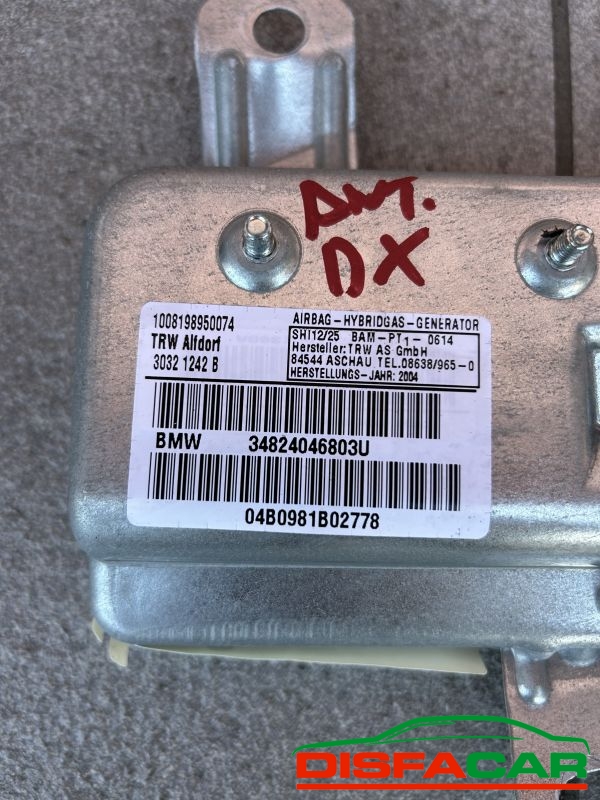 ANT.
DX
1008198950074
TRW Alfdorf
3032 1242 B
AIRBAG-HYBRIDGAS-GENERATOR
SHI12/25 BAM-PT1-0614
Hersteller:TRW AS GmbH
84544 ASCHAU TEL.08638/965-0
HERSTELLUNGS-JAHR: 2004
BMW 34824046803U
04B0981B02778
DISFACAR